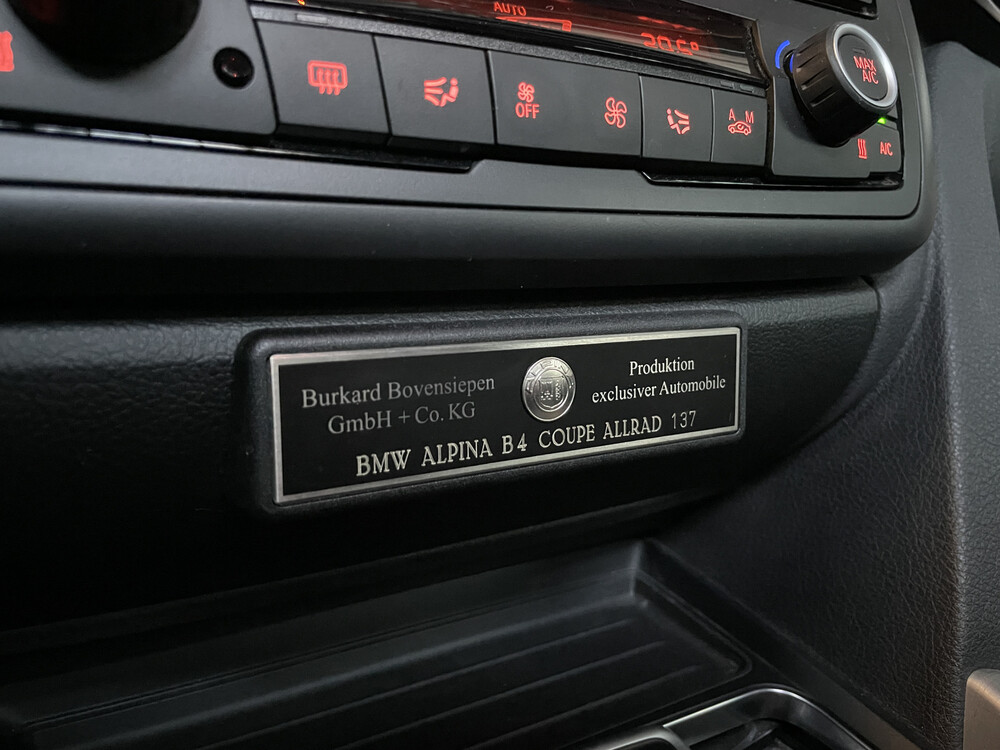 AUTO
20.5°
MAX
A/C
OFF
A M
A/C
Burkard Bovensiepen
GmbH + Co. KG
Produktion
exclusiver Automobile
BMW ALPINA B4 COUPE ALLRAD 137